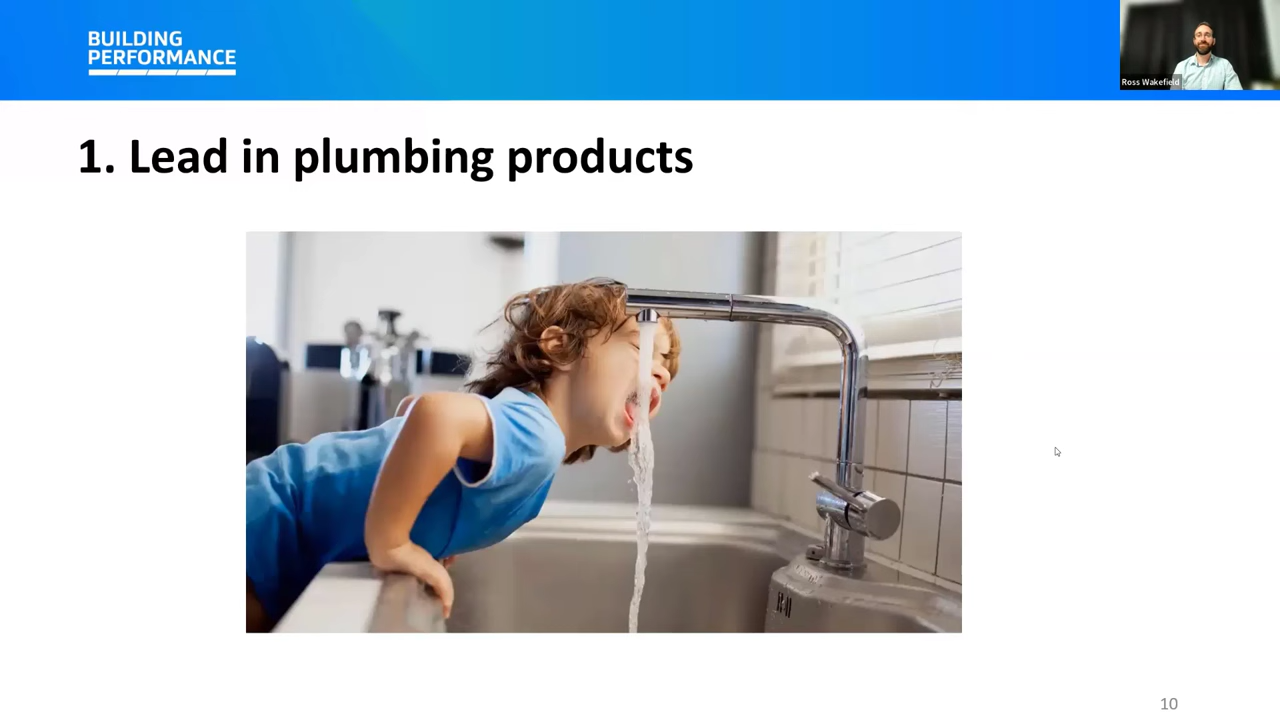 BUILDING
PERFORMANCE
Ross Wakefield
1. Lead in plumbing products
10